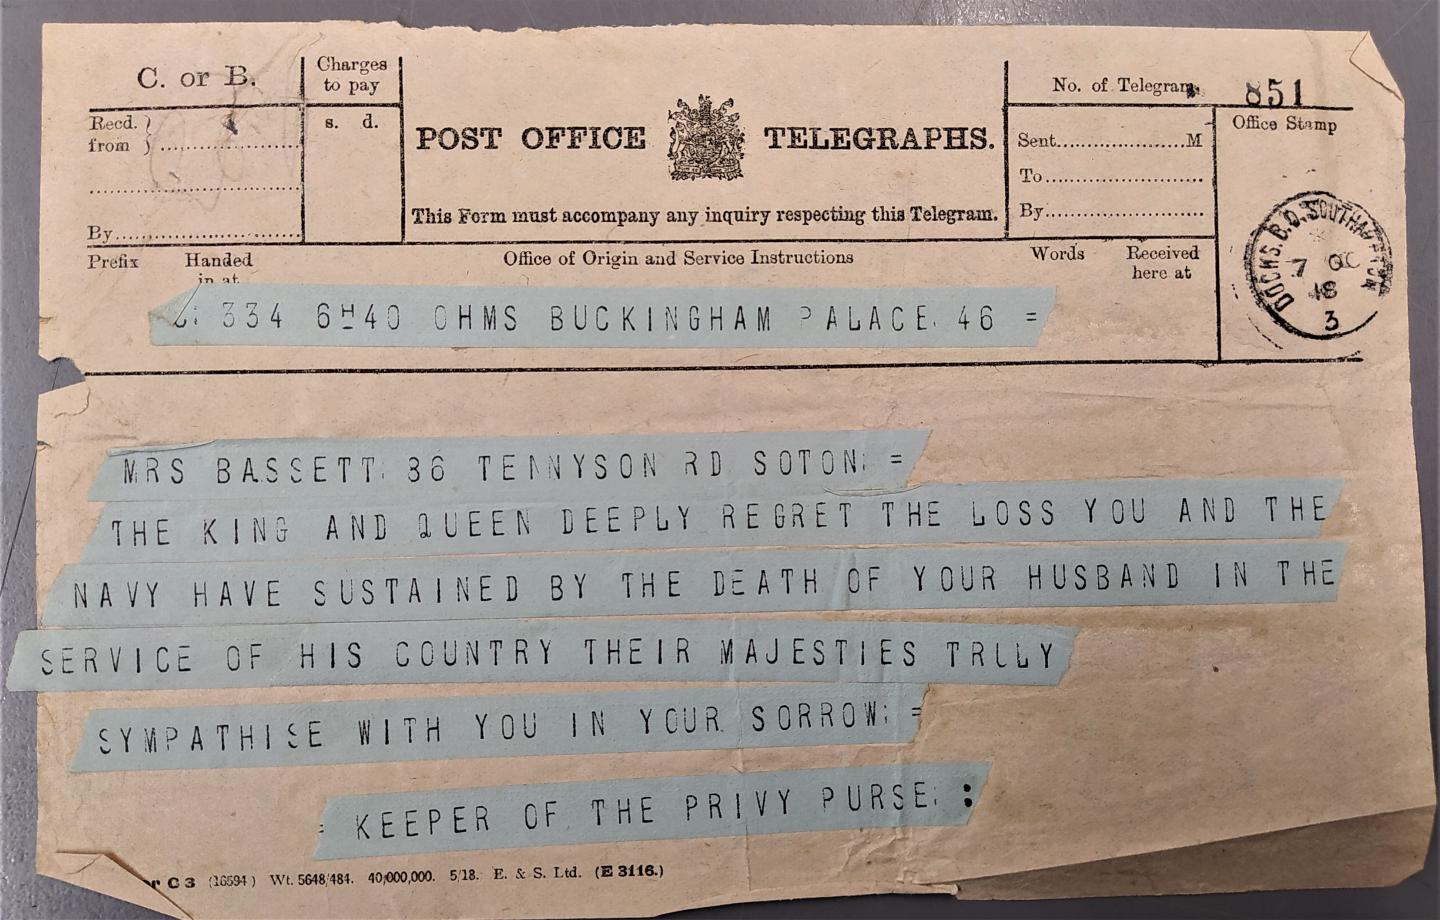 C. or B.
Charges
to pay
s. d.
Recd.
from
By
POST OFFICE TELEGRAPHS.
This Form must accompany any inquiry respecting this Telegram.
No. of Telegram 851
Sent M
To
By
Office Stamp
DOCKS.B.O. SOUTHAMPTON
7 OC
18
3
Prefix
Handed
in at
Office of Origin and Service Instructions
Words
Received
here at
334 6H40 OHMS BUCKINGHAM PALACE 46 =
MRS BASSETT 36 TENNYSON RD SOTON =
THE KING AND QUEEN DEEPLY REGRET THE LOSS YOU AND THE
NAVY HAVE SUSTAINED BY THE DEATH OF YOUR HUSBAND IN THE
SERVICE OF HIS COUNTRY THEIR MAJESTIES TRULY
SYMPATHISE WITH YOU IN YOUR SORROW =
= KEEPER OF THE PRIVY PURSE :
C 3 (16594) Wt. 5648/484. 40,000,000. 5/18. E. & S. Ltd. (E 3116.)